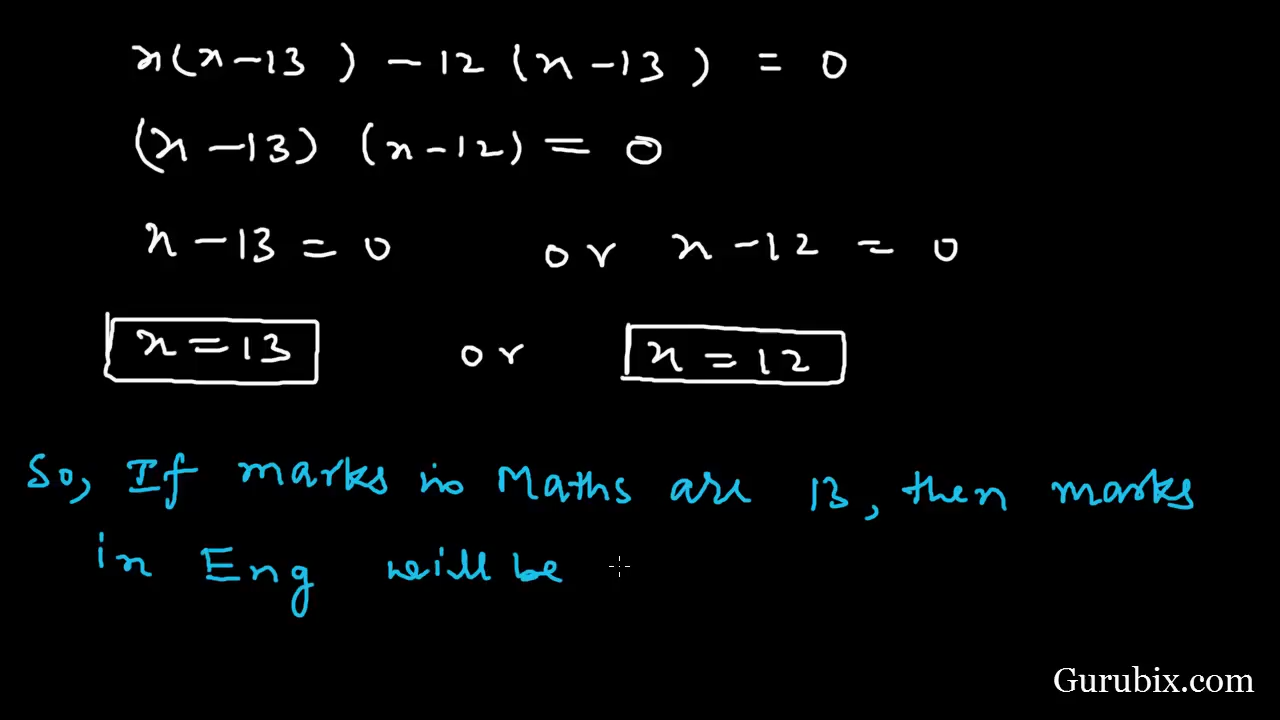 x(x-13) - 12 (x-13) = 0
(x-13) (x-12) = 0
x-13 = 0 or x-12 = 0
x = 13 or x = 12
So, If marks in Maths are 13, then marks
in Eng will be
Gurubix.com